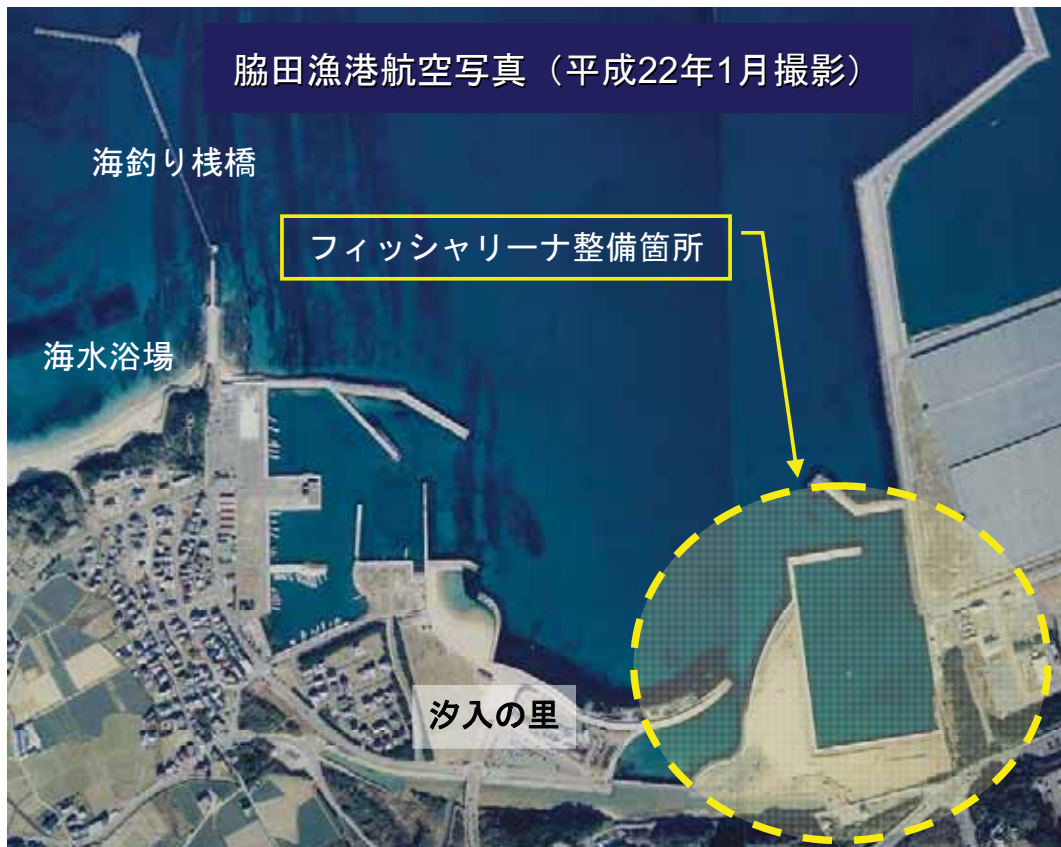 脇田漁港航空写真（平成22年1月撮影）
海釣り桟橋
フィッシャリーナ整備箇所
海水浴場
汐入の里